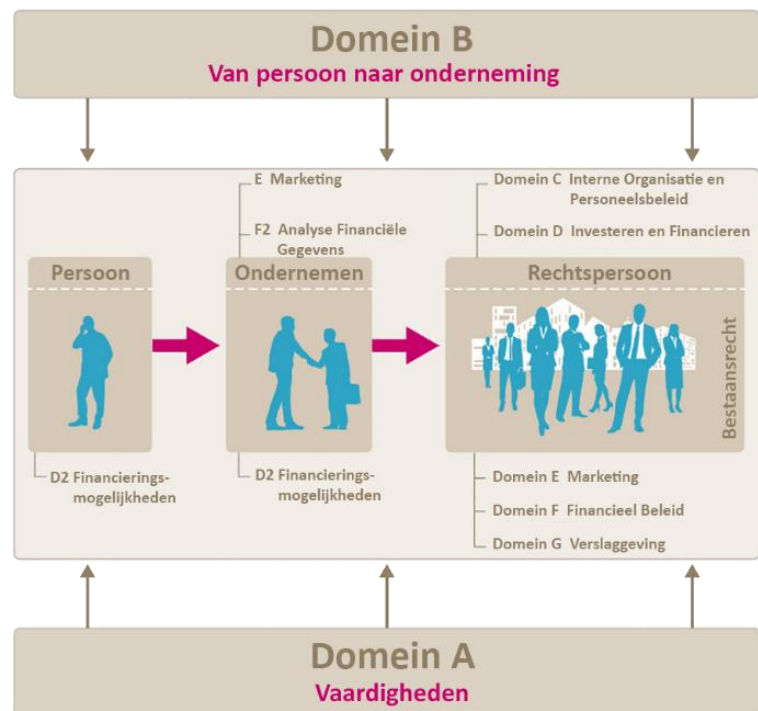 Domein B
Van persoon naar onderneming
E Marketing
F2 Analyse Financiële
Gegevens
Domein C Interne Organisatie en
Personeelsbeleid
Domein D Investeren en Financieren
Persoon
Ondernemen
Rechtspersoon
Bestaansrecht
D2 Financierings-
mogelijkheden
D2 Financierings-
mogelijkheden
Domein E Marketing
Domein F Financieel Beleid
Domein G Verslaggeving
Domein A
Vaardigheden